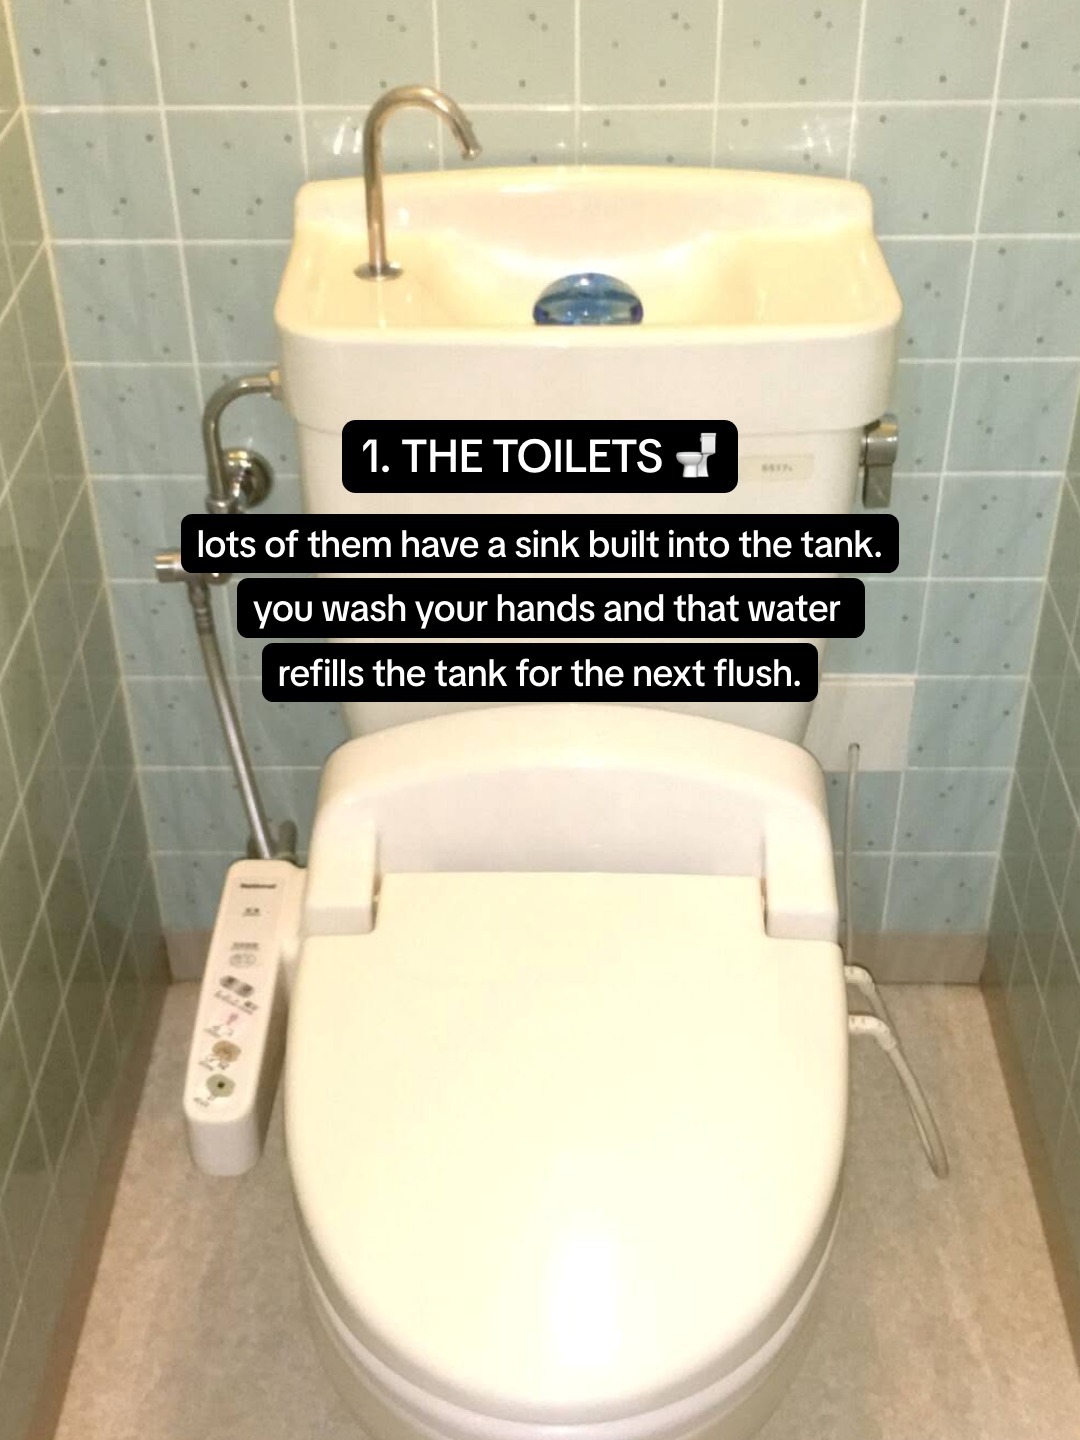 1. THE TOILETS 🚽
lots of them have a sink built into the tank.
you wash your hands and that water
refills the tank for the next flush.
National